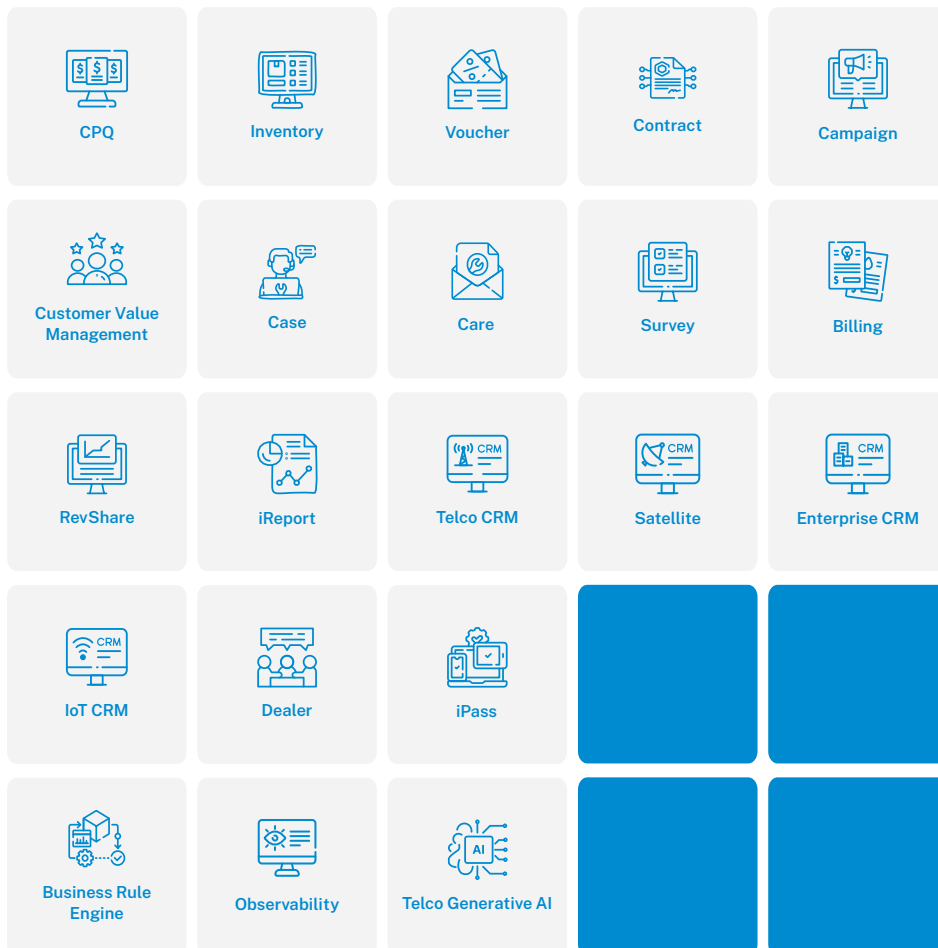 $ $ $
CPQ
Inventory
Voucher
Contract
Campaign
Customer Value
Management
Case
Care
Survey
$
Billing
RevShare
iReport
CRM
Telco CRM
CRM
Satellite
CRM
Enterprise CRM
CRM
IoT CRM
Dealer
iPass
Business Rule
Engine
Observability
AI
Telco Generative AI